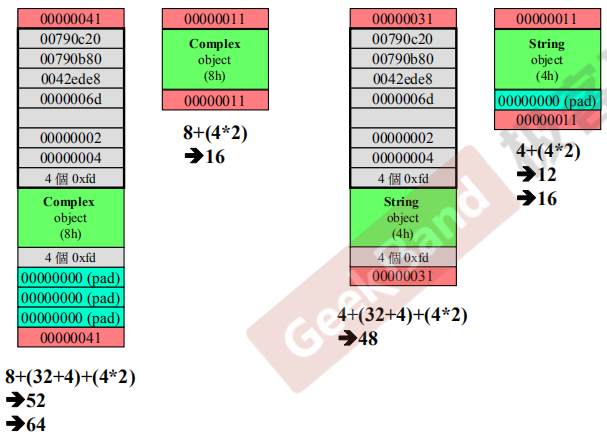 00000041
00790c20
00790b80
0042ede8
0000006d
00000002
00000004
4 個 0xfd
Complex
object
(8h)
4 個 0xfd
00000000 (pad)
00000000 (pad)
00000000 (pad)
00000041
8+(32+4)+(4*2)
➔52
➔64
00000011
Complex
object
(8h)
00000011
8+(4*2)
➔16
00000031
00790c20
00790b80
0042ede8
0000006d
00000002
00000004
4 個 0xfd
String
object
(4h)
4 個 0xfd
00000031
4+(32+4)+(4*2)
➔48
00000011
String
object
(4h)
00000000 (pad)
00000011
4+(4*2)
➔12
➔16
GeekBand